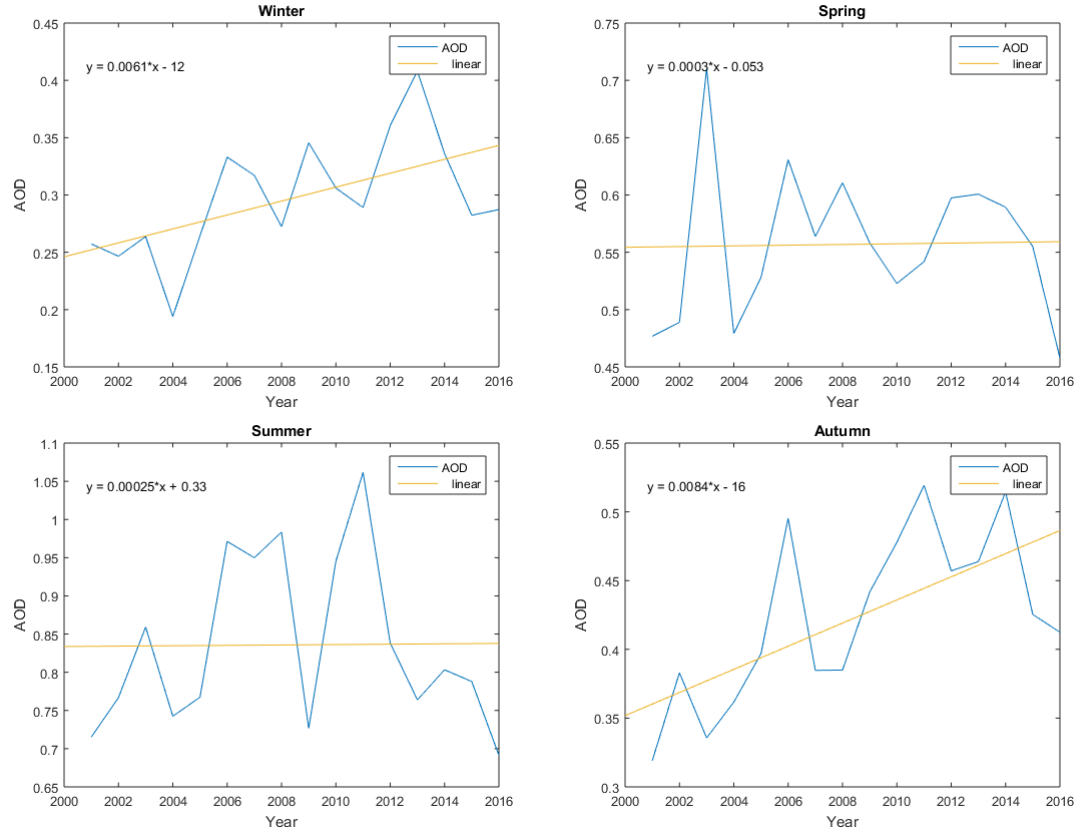 Winter
0.45
0.4
0.35
0.3
0.25
0.2
0.15
AOD
y = 0.0061*x - 12
AOD
linear
2000 2002 2004 2006 2008 2010 2012 2014 2016
Year
Spring
0.75
0.7
0.65
0.6
0.55
0.5
0.45
AOD
y = 0.0003*x - 0.053
AOD
linear
2000 2002 2004 2006 2008 2010 2012 2014 2016
Year
Summer
1.1
1.05
1
0.95
0.9
0.85
0.8
0.75
0.7
0.65
AOD
y = 0.00025*x + 0.33
AOD
linear
2000 2002 2004 2006 2008 2010 2012 2014 2016
Year
Autumn
0.55
0.5
0.45
0.4
0.35
0.3
AOD
y = 0.0084*x - 16
AOD
linear
2000 2002 2004 2006 2008 2010 2012 2014 2016
Year